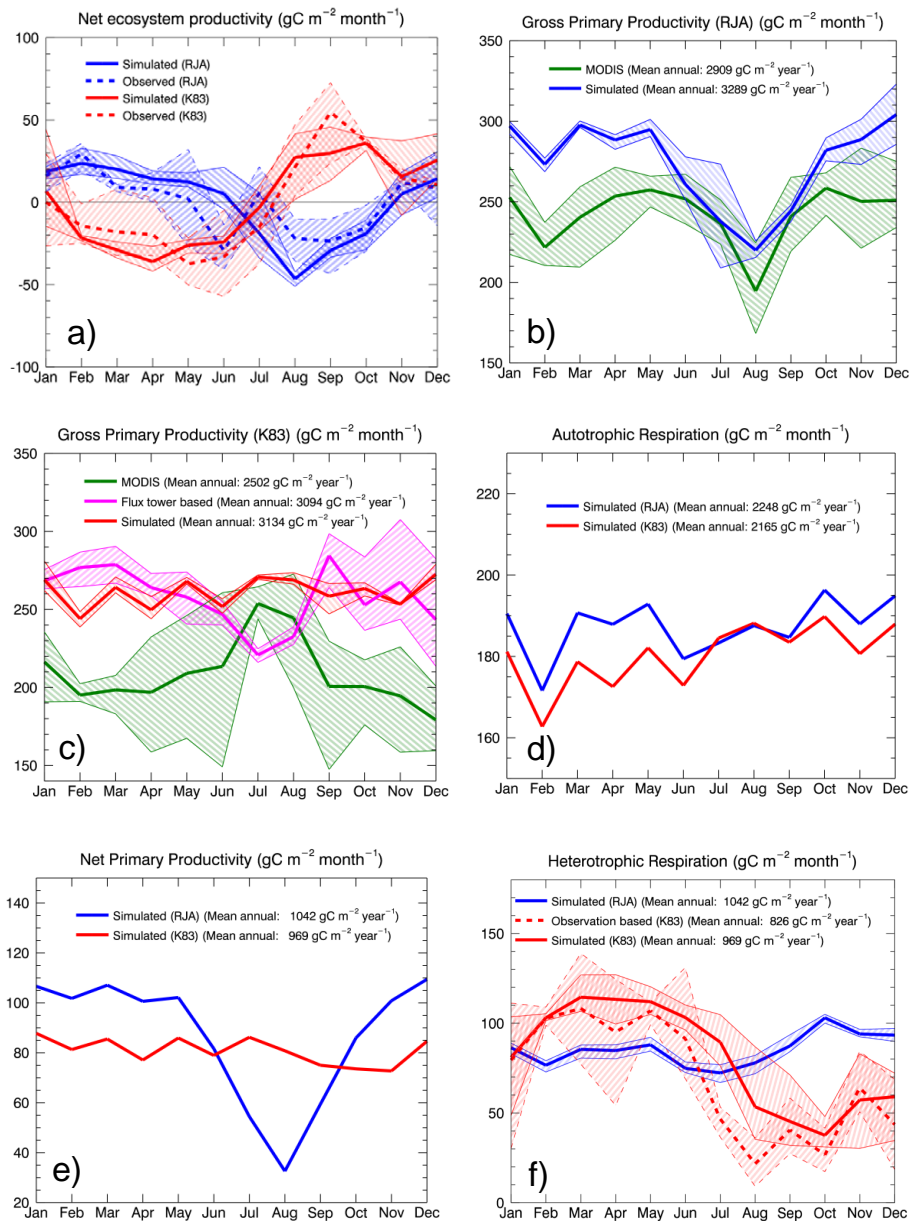 Net ecosystem productivity (gC m⁻² month⁻¹)
100
50
0
-50
-100
Simulated (RJA)
Observed (RJA)
Simulated (K83)
Observed (K83)
a)
Jan Feb Mar Apr May Jun Jul Aug Sep Oct Nov Dec
Gross Primary Productivity (RJA) (gC m⁻² month⁻¹)
350
300
250
200
150
MODIS (Mean annual: 2909 gC m⁻² year⁻¹)
Simulated (Mean annual: 3289 gC m⁻² year⁻¹)
b)
Jan Feb Mar Apr May Jun Jul Aug Sep Oct Nov Dec
Gross Primary Productivity (K83) (gC m⁻² month⁻¹)
350
300
250
200
150
MODIS (Mean annual: 2502 gC m⁻² year⁻¹)
Flux tower based (Mean annual: 3094 gC m⁻² year⁻¹)
Simulated (Mean annual: 3134 gC m⁻² year⁻¹)
c)
Jan Feb Mar Apr May Jun Jul Aug Sep Oct Nov Dec
Autotrophic Respiration (gC m⁻² month⁻¹)
220
200
180
160
Simulated (RJA) (Mean annual: 2248 gC m⁻² year⁻¹)
Simulated (K83) (Mean annual: 2165 gC m⁻² year⁻¹)
d)
Jan Feb Mar Apr May Jun Jul Aug Sep Oct Nov Dec
Net Primary Productivity (gC m⁻² month⁻¹)
140
120
100
80
60
40
20
Simulated (RJA) (Mean annual: 1042 gC m⁻² year⁻¹)
Simulated (K83) (Mean annual: 969 gC m⁻² year⁻¹)
e)
Jan Feb Mar Apr May Jun Jul Aug Sep Oct Nov Dec
Heterotrophic Respiration (gC m⁻² month⁻¹)
150
100
50
0
Simulated (RJA) (Mean annual: 1042 gC m⁻² year⁻¹)
Observation based (K83) (Mean annual: 826 gC m⁻² year⁻¹)
Simulated (K83) (Mean annual: 969 gC m⁻² year⁻¹)
f)
Jan Feb Mar Apr May Jun Jul Aug Sep Oct Nov Dec